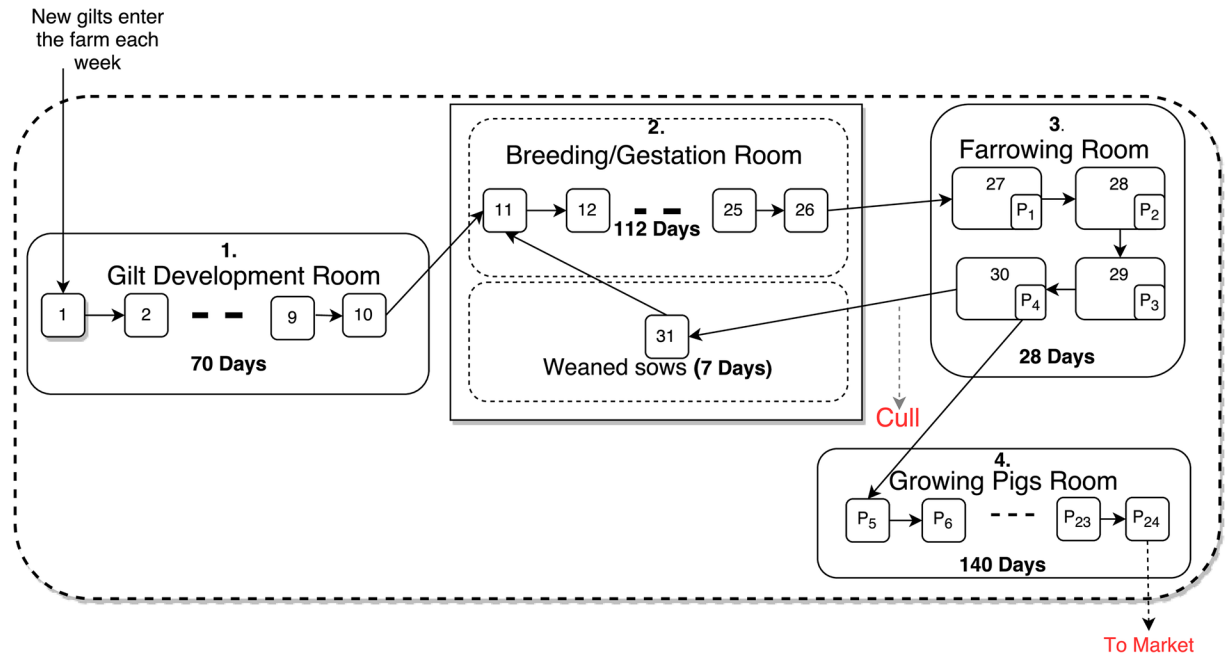 New gilts enter
the farm each
week
1.
Gilt Development Room
1
2
9
10
70 Days
2.
Breeding/Gestation Room
11
12
25
26
112 Days
31
Weaned sows (7 Days)
3.
Farrowing Room
27
P1
28
P2
30
P4
29
P3
28 Days
Cull
4.
Growing Pigs Room
P5
P6
P23
P24
140 Days
To Market